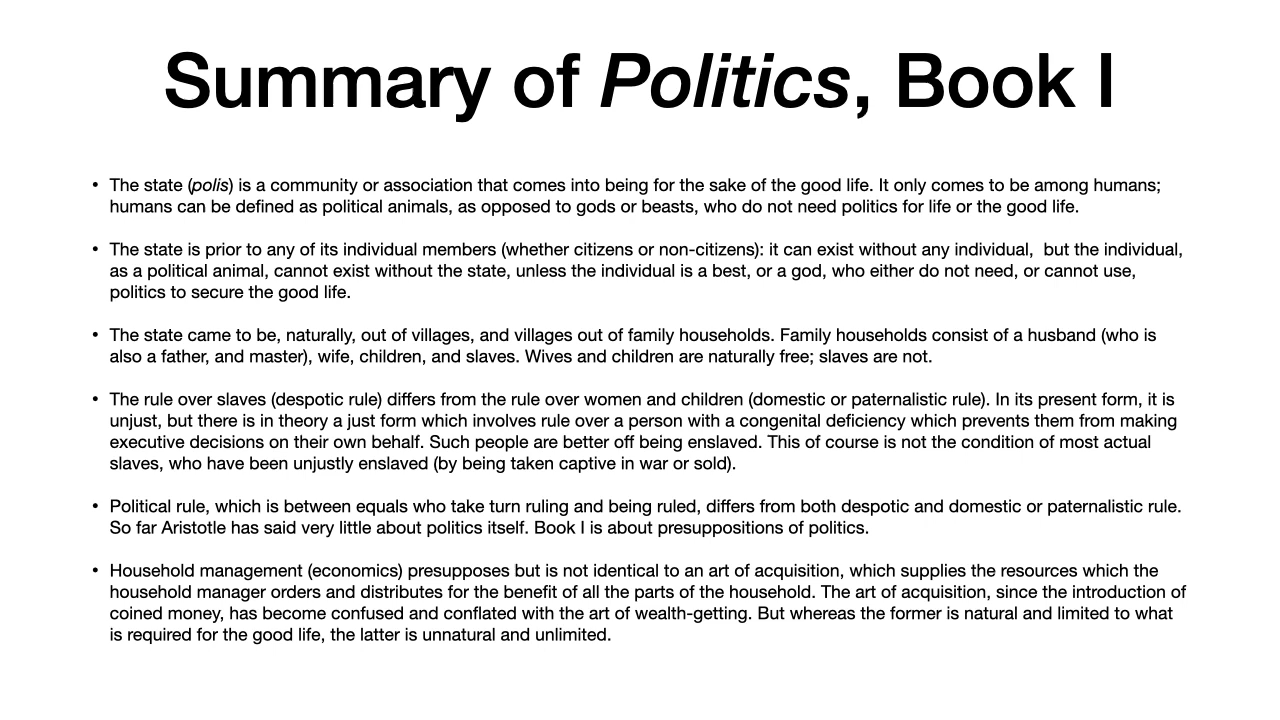 Summary of Politics, Book I
• The state (polis) is a community or association that comes into being for the sake of the good life. It only comes to be among humans;
humans can be defined as political animals, as opposed to gods or beasts, who do not need politics for life or the good life.
• The state is prior to any of its individual members (whether citizens or non-citizens): it can exist without any individual,  but the individual,
as a political animal, cannot exist without the state, unless the individual is a best, or a god, who either do not need, or cannot use,
politics to secure the good life.
• The state came to be, naturally, out of villages, and villages out of family households. Family households consist of a husband (who is
also a father, and master), wife, children, and slaves. Wives and children are naturally free; slaves are not.
• The rule over slaves (despotic rule) differs from the rule over women and children (domestic or paternalistic rule). In its present form, it is
unjust, but there is in theory a just form which involves rule over a person with a congenital deficiency which prevents them from making
executive decisions on their own behalf. Such people are better off being enslaved. This of course is not the condition of most actual
slaves, who have been unjustly enslaved (by being taken captive in war or sold).
• Political rule, which is between equals who take turn ruling and being ruled, differs from both despotic and domestic or paternalistic rule.
So far Aristotle has said very little about politics itself. Book I is about presuppositions of politics.
• Household management (economics) presupposes but is not identical to an art of acquisition, which supplies the resources which the
household manager orders and distributes for the benefit of all the parts of the household. The art of acquisition, since the introduction of
coined money, has become confused and conflated with the art of wealth-getting. But whereas the former is natural and limited to what
is required for the good life, the latter is unnatural and unlimited.